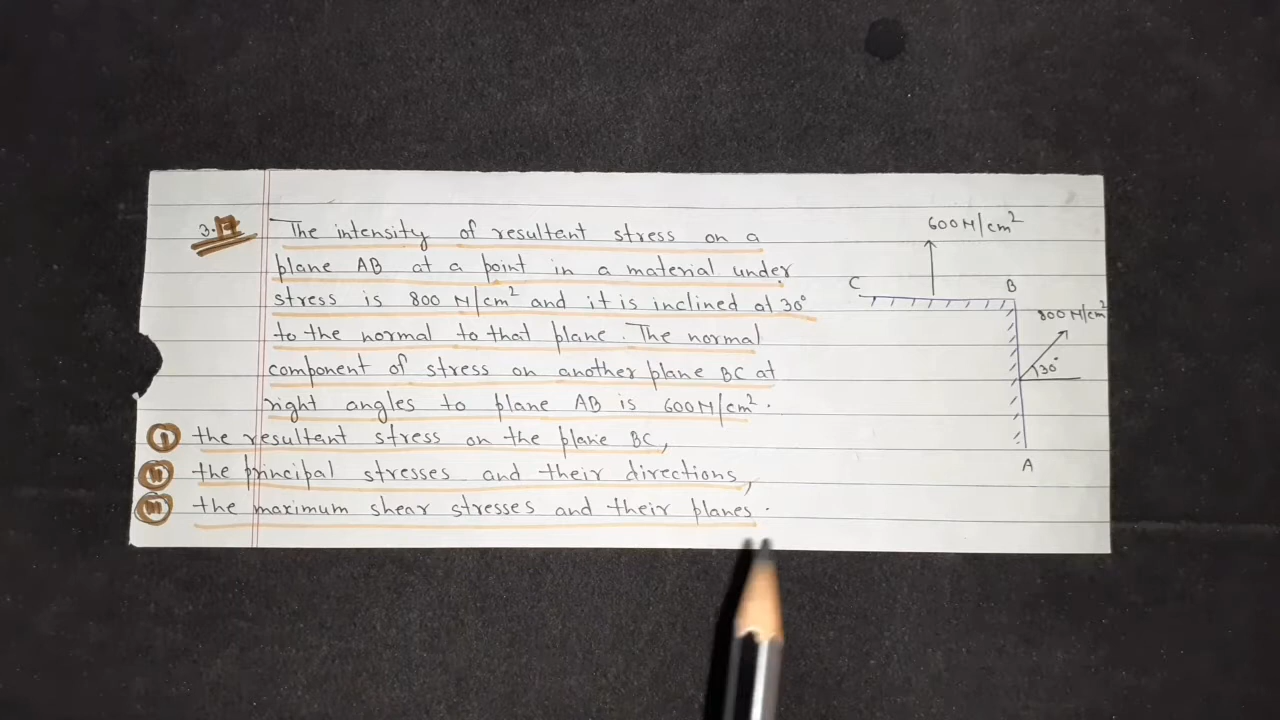 3.7 The intensity of resultent stress on a
plane AB at a point in a material under
stress is 800 N/cm² and it is inclined at 30°
to the normal to that plane. The normal
component of stress on another plane BC at
right angles to plane AB is 600 N/cm².
(I) the resultant stress on the plane BC,
(II) the principal stresses and their directions,
(III) the maximum shear stresses and their planes.
600 N/cm²
C
B
800 N/cm²
30°
A